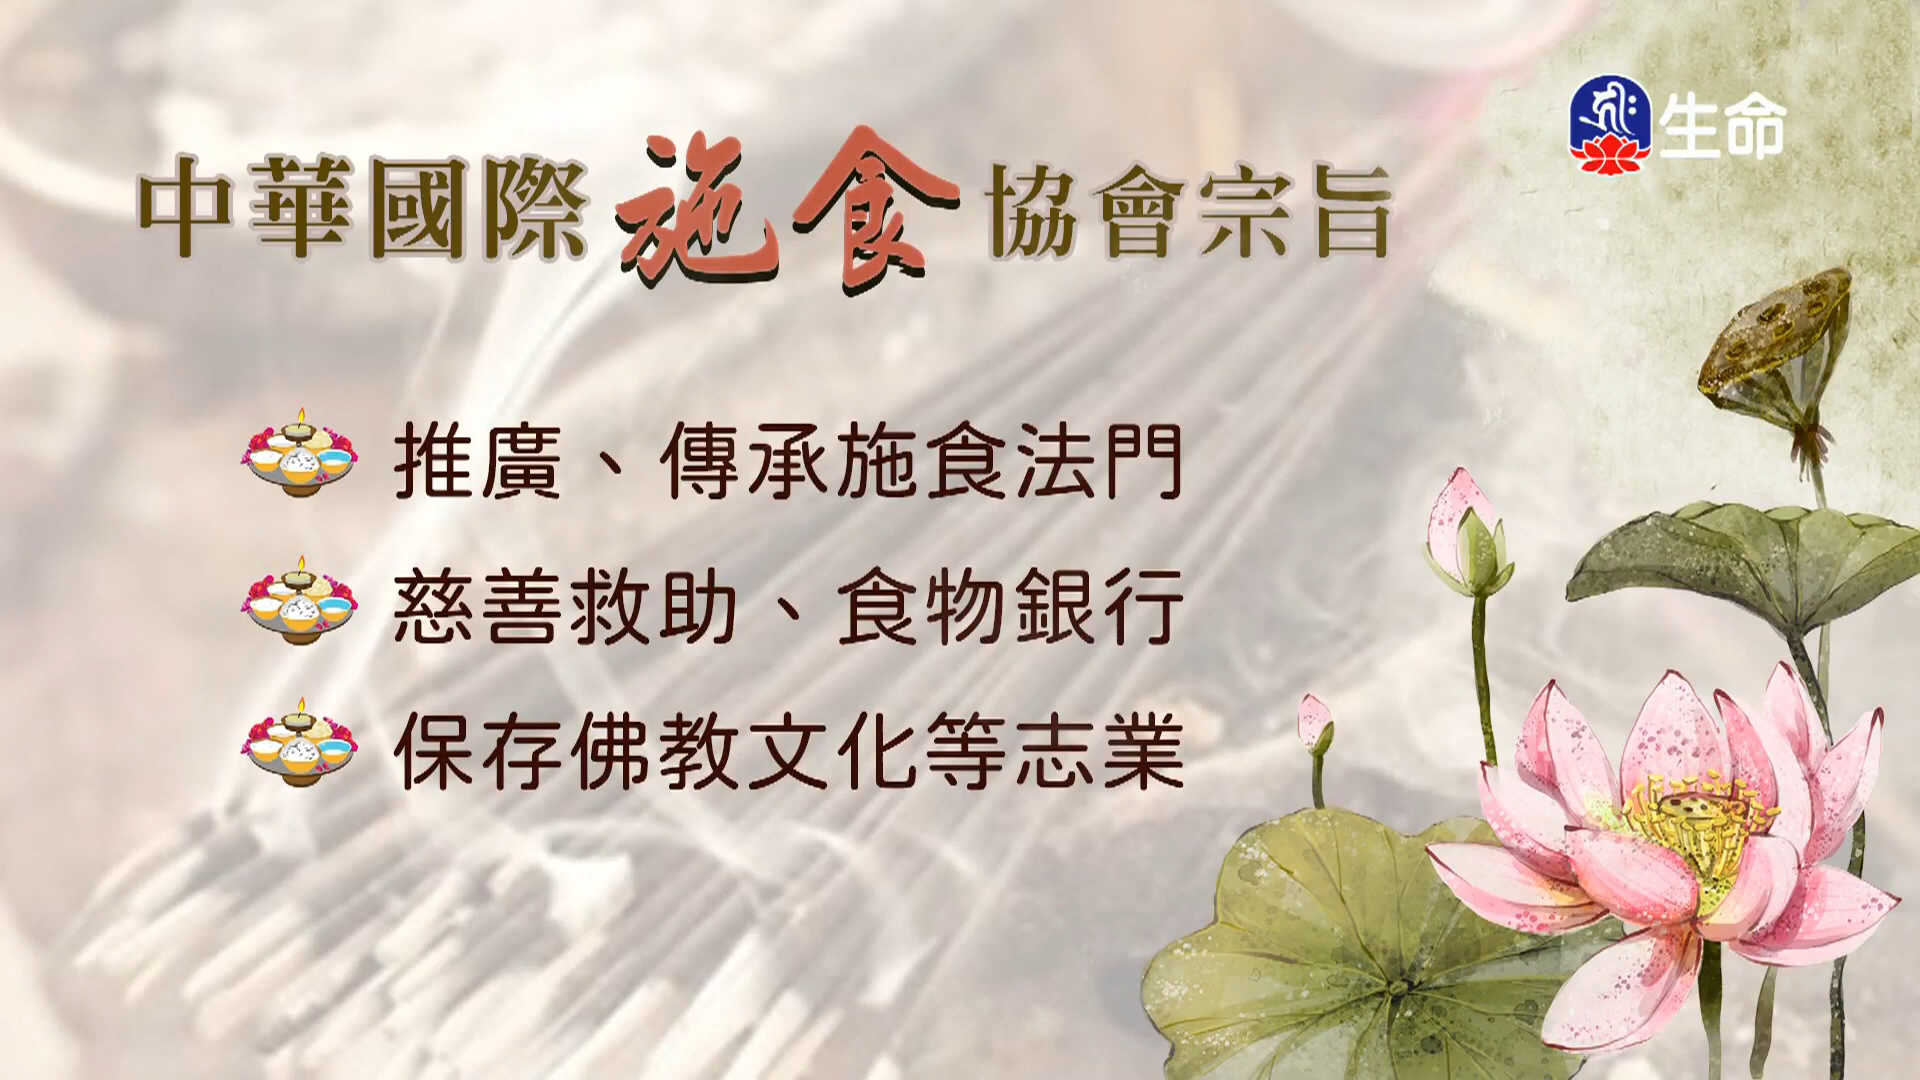 生命
中華國際施食協會宗旨
推廣、傳承施食法門
慈善救助、食物銀行
保存佛教文化等志業